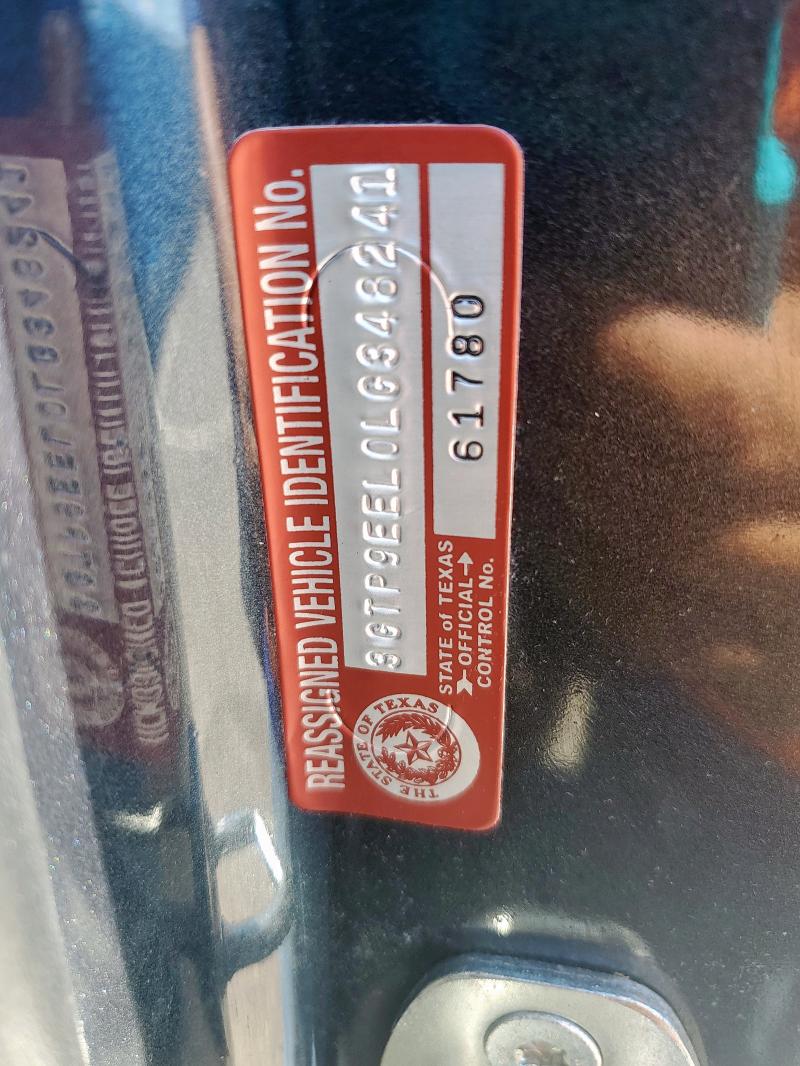 REASSIGNED VEHICLE IDENTIFICATION No.
3GTP9EEL0LG348241
61780
STATE of TEXAS
OFFICIAL
CONTROL No.
THE STATE OF TEXAS